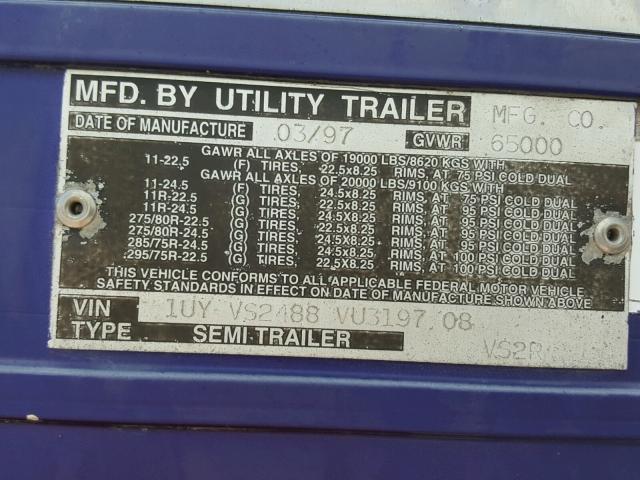 MFD. BY UTILITY TRAILER MFG. CO.
DATE OF MANUFACTURE 03/97 GVWR 65000
GAWR ALL AXLES OF 19000 LBS/8620 KGS WITH
11-22.5 (F) TIRES, 22.5x8.25 RIMS, AT 75 PSI COLD DUAL
GAWR ALL AXLES OF 20000 LBS/9100 KGS WITH
11-24.5 (F) TIRES, 24.5x8.25 RIMS, AT 75 PSI COLD DUAL
11R-22.5 (G) TIRES, 22.5x8.25 RIMS, AT 95 PSI COLD DUAL
11R-24.5 (G) TIRES, 24.5x8.25 RIMS, AT 95 PSI COLD DUAL
275/80R-22.5 (G) TIRES, 22.5x8.25 RIMS, AT 95 PSI COLD DUAL
275/80R-24.5 (G) TIRES, 24.5x8.25 RIMS, AT 95 PSI COLD DUAL
285/75R-24.5 (G) TIRES, 24.5x8.25 RIMS, AT 100 PSI COLD DUAL
295/75R-22.5 (G) TIRES, 22.5x8.25 RIMS, AT 100 PSI COLD DUAL
THIS VEHICLE CONFORMS TO ALL APPLICABLE FEDERAL MOTOR VEHICLE
SAFETY STANDARDS IN EFFECT ON DATE OF MANUFACTURE SHOWN ABOVE
VIN 1UY VS2488 VU3197 08
TYPE SEMI-TRAILER VS2R